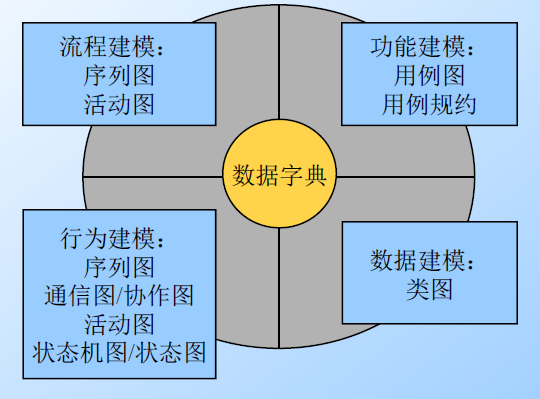 流程建模：
序列图
活动图
功能建模：
用例图
用例规约
数据字典
行为建模：
序列图
通信图/协作图
活动图
状态机图/状态图
数据建模：
类图